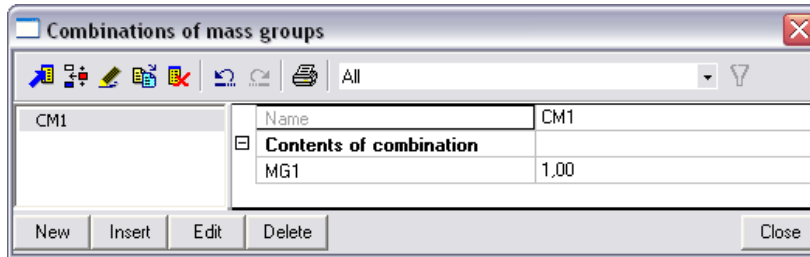 Combinations of mass groups
All
CM1
Name CM1
Contents of combination
MG1 1,00
New Insert Edit Delete Close